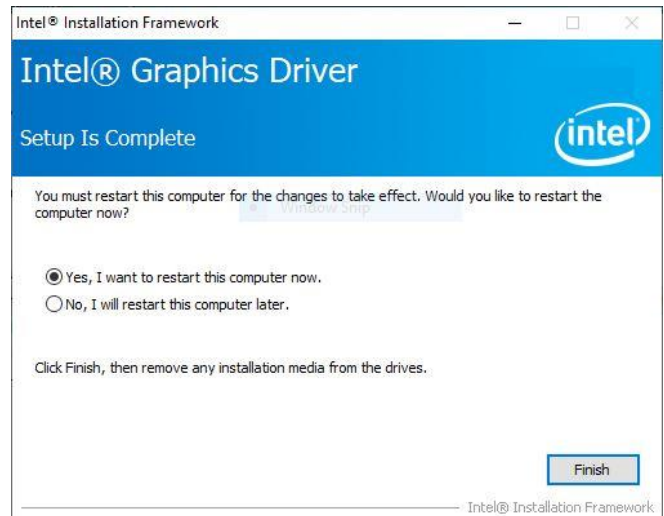 Intel® Installation Framework
Intel® Graphics Driver
Setup Is Complete
intel
You must restart this computer for the changes to take effect. Would you like to restart the
computer now?
Window Snip
Yes, I want to restart this computer now.
No, I will restart this computer later.
Click Finish, then remove any installation media from the drives.
Finish
Intel® Installation Framework